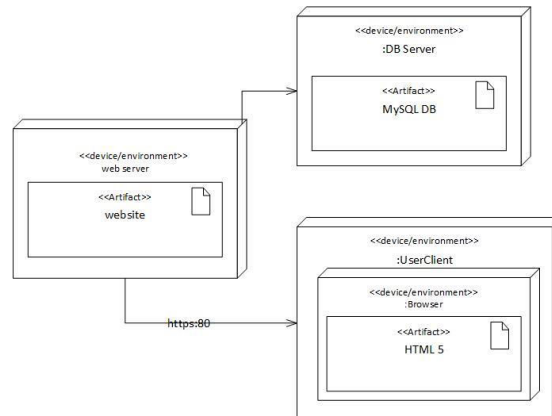 <<device/environment>>
:DB Server
<<Artifact>>
MySQL DB
<<device/environment>>
web server
<<Artifact>>
website
https:80
<<device/environment>>
:UserClient
<<device/environment>>
:Browser
<<Artifact>>
HTML 5